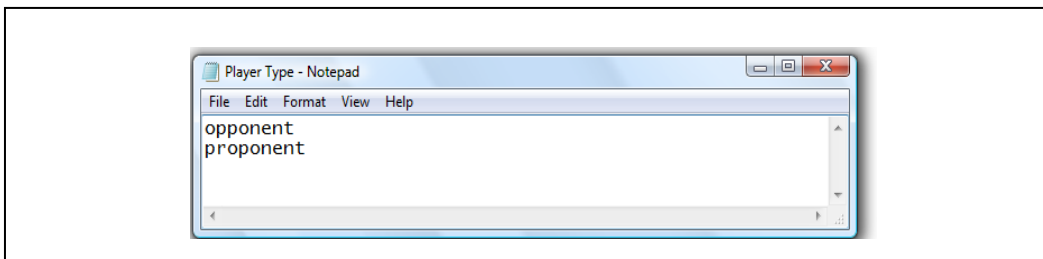 Player Type - Notepad
File Edit Format View Help
opponent
proponent